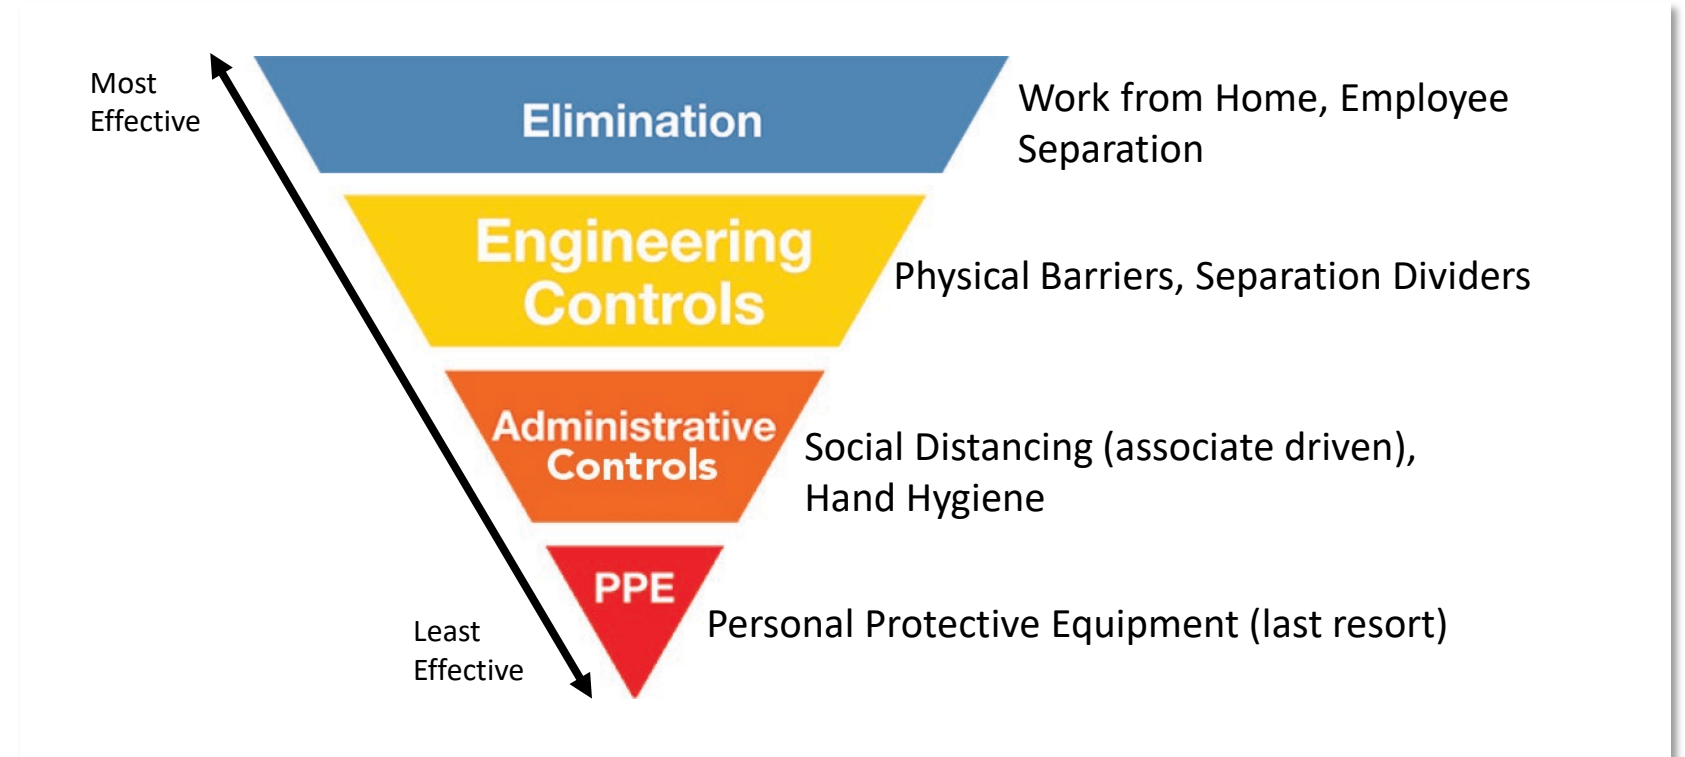 Most
Effective
Elimination
Work from Home, Employee
Separation
Engineering
Controls
Physical Barriers, Separation Dividers
Administrative
Controls
Social Distancing (associate driven),
Hand Hygiene
PPE
Personal Protective Equipment (last resort)
Least
Effective